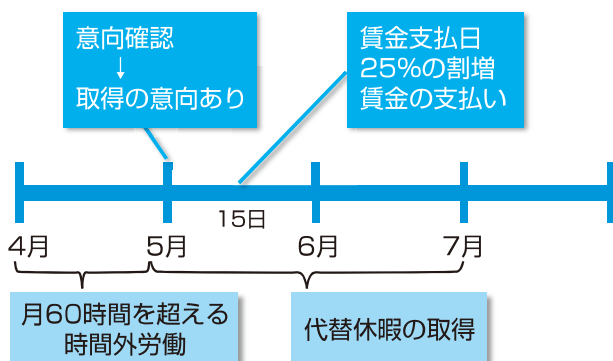 意向確認
↓
取得の意向あり
賃金支払日
25%の割増
賃金の支払い
15日
4月
5月
6月
7月
月60時間を超える
時間外労働
代替休暇の取得